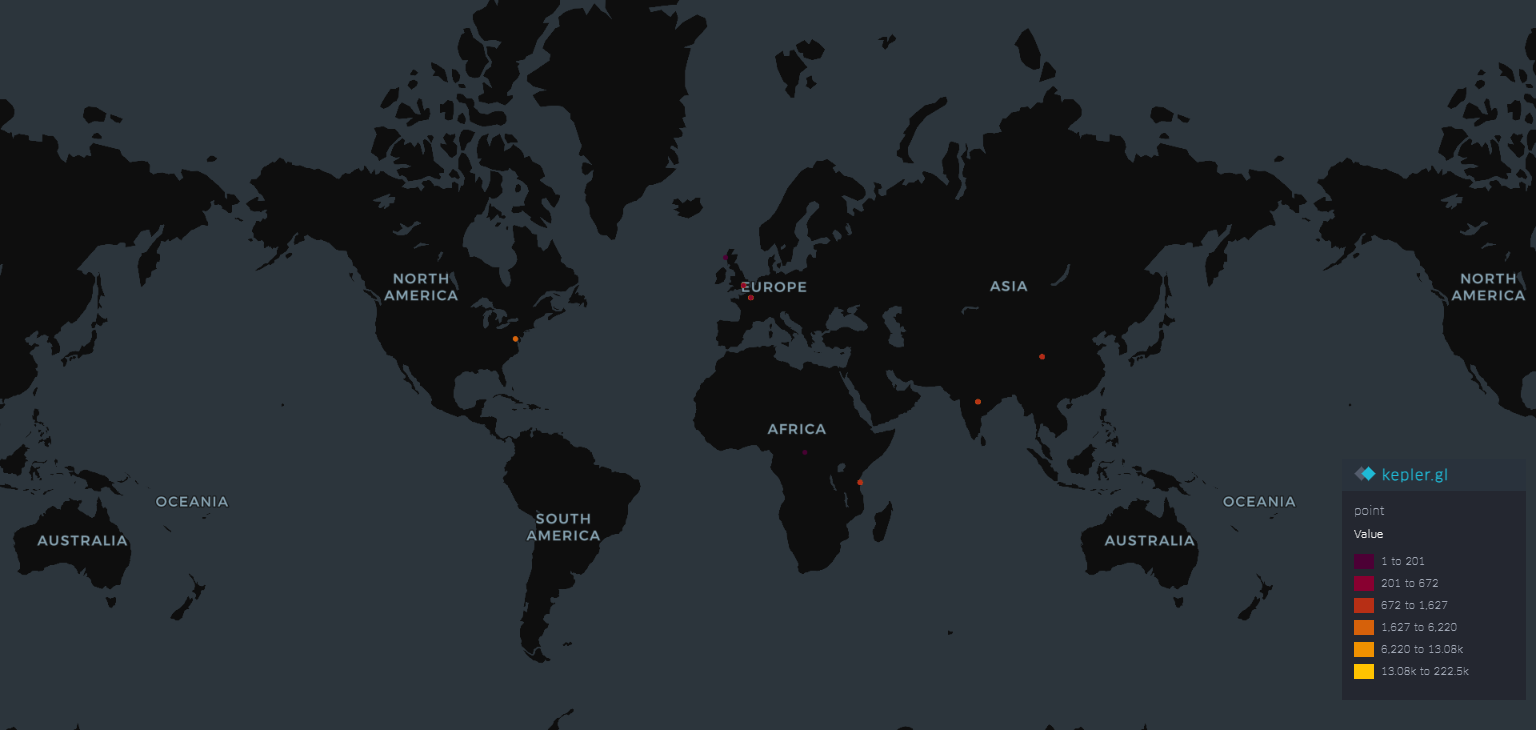 NORTH
AMERICA
EUROPE
ASIA
NORTH
AMERICA
AFRICA
OCEANIA
SOUTH
AMERICA
AUSTRALIA
OCEANIA
AUSTRALIA
kepler.gl
point
Value
1 to 201
201 to 672
672 to 1,627
1,627 to 6,220
6,220 to 13.08k
13.08k to 222.5k